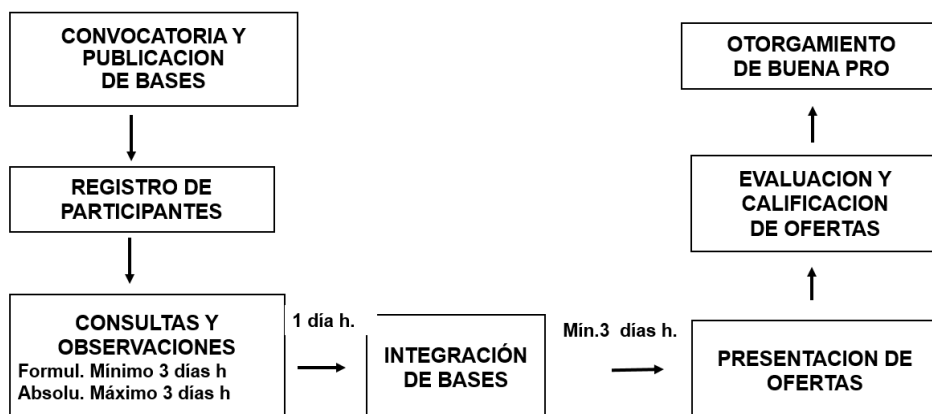 CONVOCATORIA Y
PUBLICACION
DE BASES
REGISTRO DE
PARTICIPANTES
CONSULTAS Y
OBSERVACIONES
Formul. Mínimo 3 días h
Absolu. Máximo 3 días h
1 día h.
INTEGRACIÓN
DE BASES
Mín.3 días h.
PRESENTACION DE
OFERTAS
EVALUACION Y
CALIFICACION
DE OFERTAS
OTORGAMIENTO
DE BUENA PRO